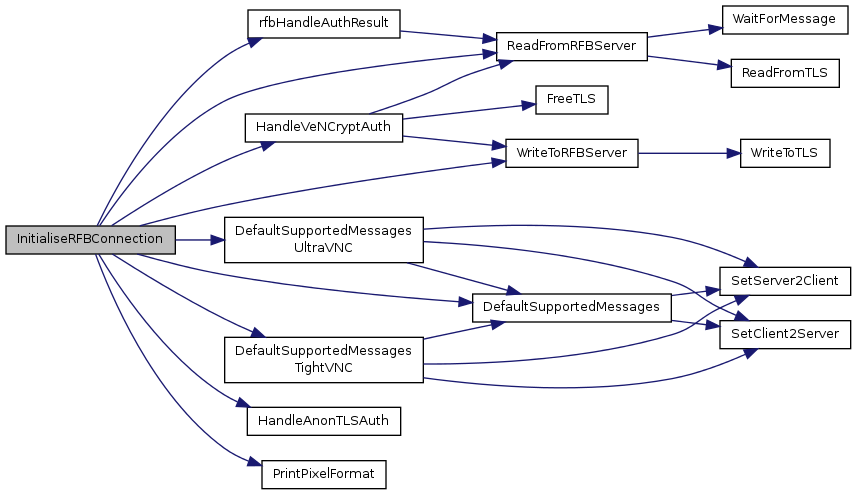 rfbHandleAuthResult
WaitForMessage
ReadFromRFBServer
ReadFromTLS
FreeTLS
HandleVeNCryptAuth
WriteToRFBServer
WriteToTLS
InitialiseRFBConnection
DefaultSupportedMessages
UltraVNC
SetServer2Client
DefaultSupportedMessages
SetClient2Server
DefaultSupportedMessages
TightVNC
HandleAnonTLSAuth
PrintPixelFormat